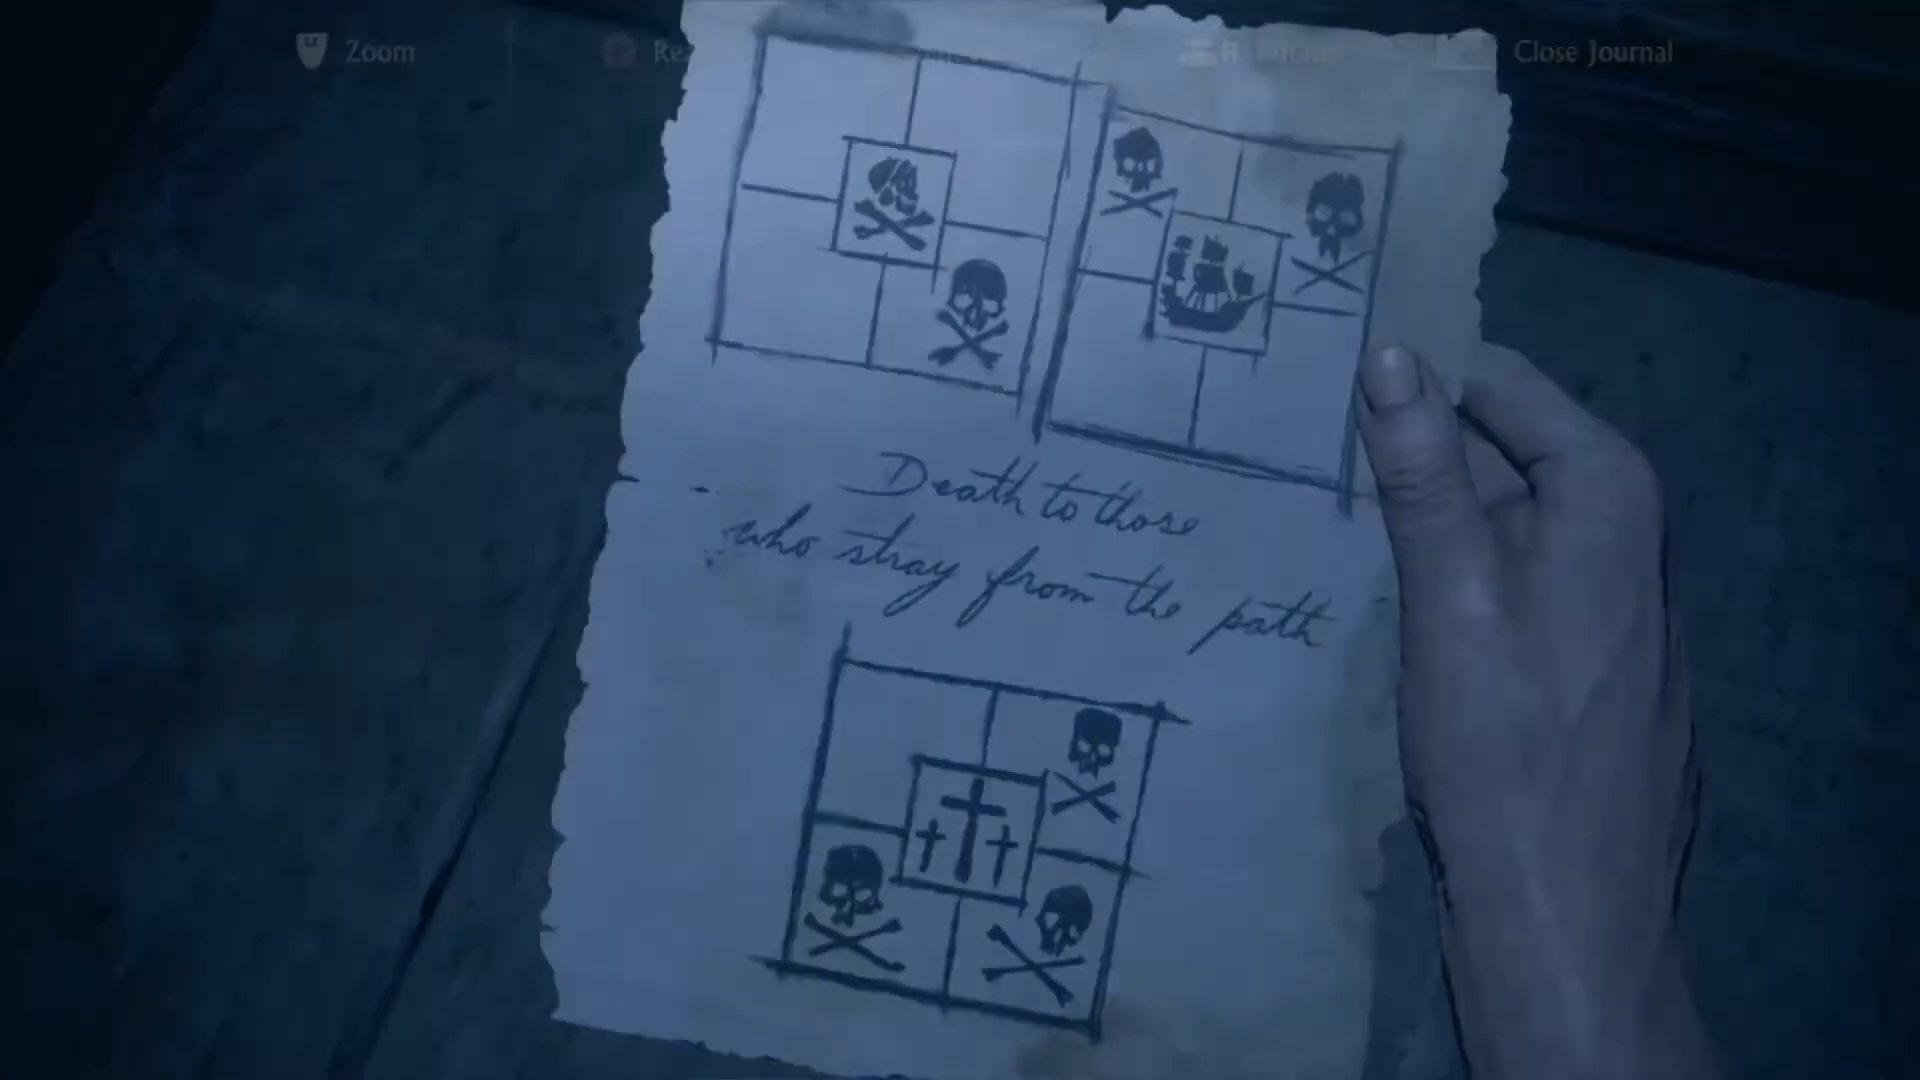 Zoom
Close Journal
Death to those
who stray from the path